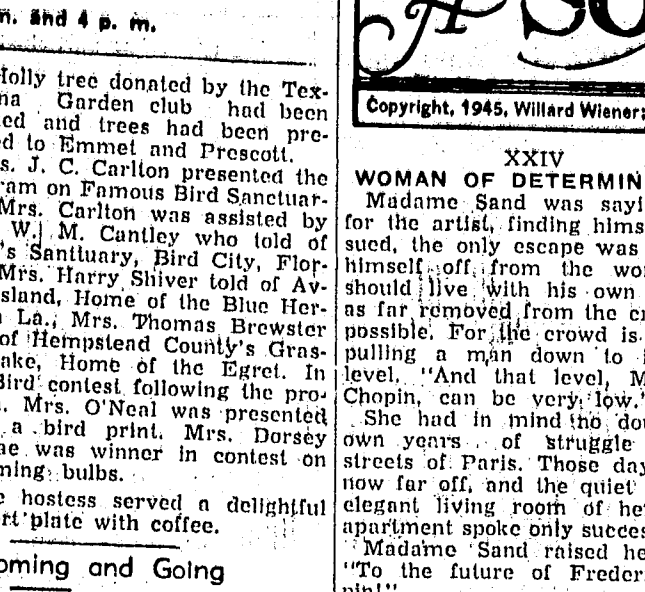 n. and 4 p. m.
Holly tree donated by the Tex-
na Garden club had been
ed and trees had been pre-
d to Emmet and Prescott.
s. J. C. Carlton presented the
ram on Famous Bird Sanctuar-
Mrs. Carlton was assisted by
W. M. Cantley who told of
's Santiuary, Bird City, Flor-
Mrs. Harry Shiver told of Av-
sland, Home of the Blue Her-
La., Mrs. Thomas Brewster
of Hempstead County's Gras-
ake, Home of the Egret. In
Bird contest following the pro-
. Mrs. O'Neal was presented
a bird print. Mrs. Dorsey
ae was winner in contest on
ming bulbs.
e hostess served a delightful
rt plate with coffee.
oming and Going
A SO
Copyright, 1945, Willard Wiener;
XXIV
WOMAN OF DETERMIN
Madame Sand was sayi
for the artist, finding hims
sued, the only escape was
himself off from the wo
should live with his own
as far removed from the cr
possible. For the crowd is
pulling a man down to i
level. "And that level, M
Chopin, can be very low."
She had in mind no dou
own years of struggle
streets of Paris. Those day
now far off, and the quiet
elegant living room of he
apartment spoke only succes
Madame Sand raised he
"To the future of Freder
pin!"